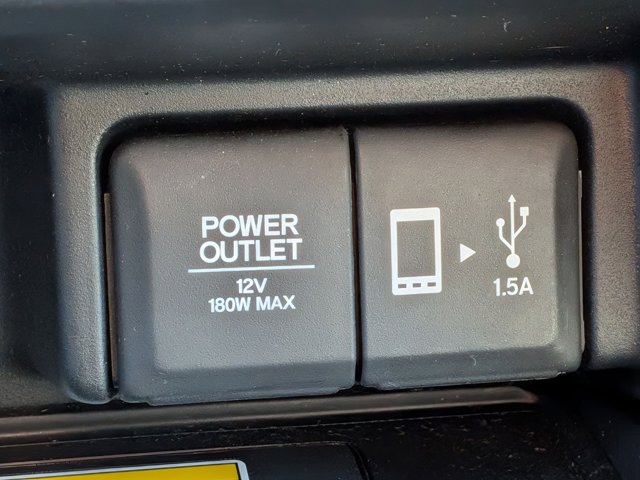 POWER
OUTLET
12V
180W MAX
1.5A